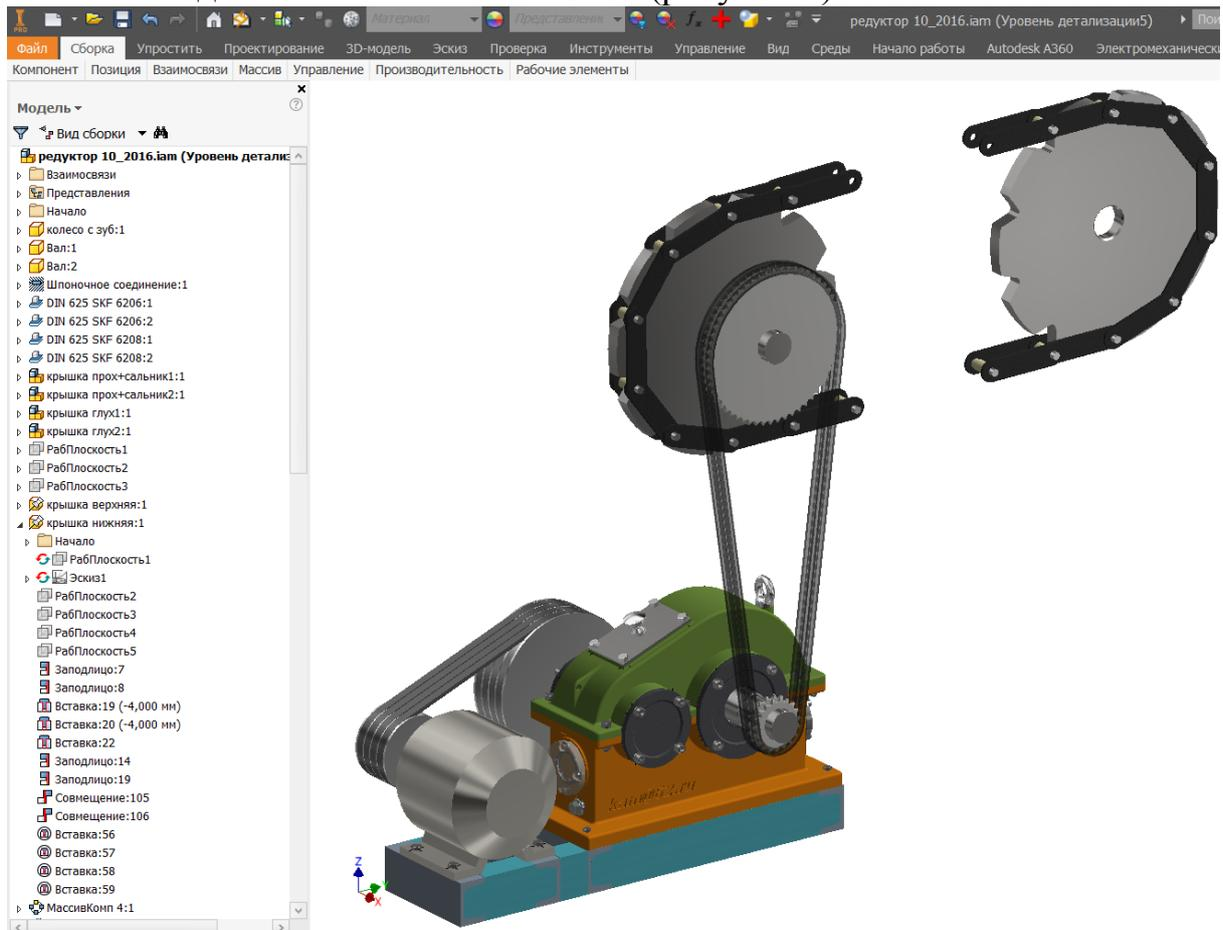 PRO
Материал
Представление
fx
редуктор 10_2016.iam (Уровень детализации5)
Файл Сборка Упростить Проектирование 3D-модель Эскиз Проверка Инструменты Управление Вид Среды Начало работы Autodesk A360 Электромеханически
Компонент Позиция Взаимосвязи Массив Управление Производительность Рабочие элементы
Модель
Вид сборки
редуктор 10_2016.iam (Уровень детализ
Взаимосвязи
Представления
Начало
колесо с зуб:1
Вал:1
Вал:2
Шпоночное соединение:1
DIN 625 SKF 6206:1
DIN 625 SKF 6206:2
DIN 625 SKF 6208:1
DIN 625 SKF 6208:2
крышка прох+сальник1:1
крышка прох+сальник2:1
крышка глух1:1
крышка глух2:1
РабПлоскость1
РабПлоскость2
РабПлоскость3
крышка верхняя:1
крышка нижняя:1
Начало
РабПлоскость1
Эскиз1
РабПлоскость2
РабПлоскость3
РабПлоскость4
РабПлоскость5
Заподлицо:7
Заподлицо:8
Вставка:19 (-4,000 мм)
Вставка:20 (-4,000 мм)
Вставка:22
Заподлицо:14
Заподлицо:19
Совмещение:105
Совмещение:106
Вставка:56
Вставка:57
Вставка:58
Вставка:59
МассивКомп 4:1
Z
Y
X